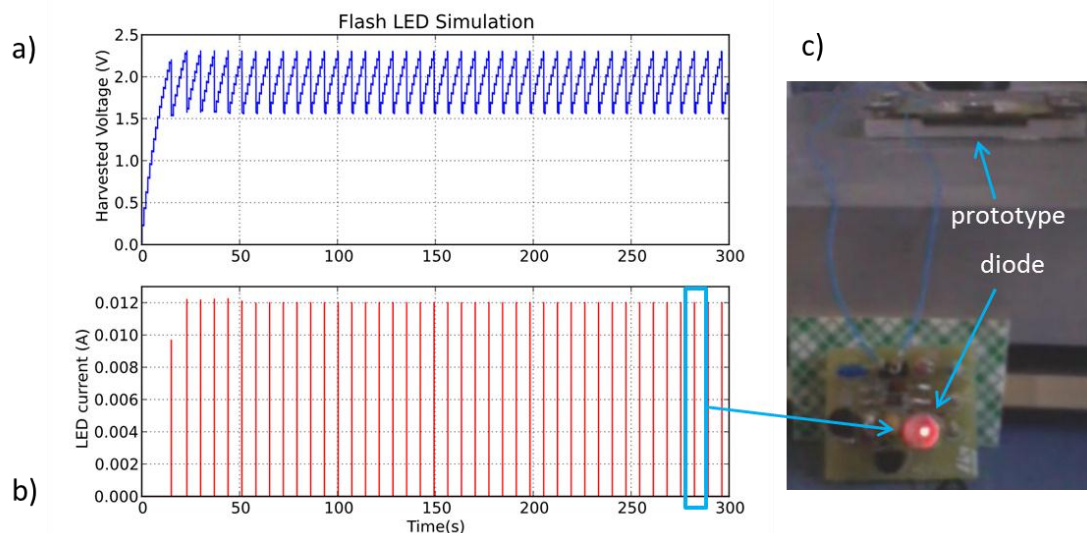 a)
Flash LED Simulation
Harvested Voltage (V)
2.5
2.0
1.5
1.0
0.5
0.0
0 50 100 150 200 250 300
b)
LED current (A)
0.012
0.010
0.008
0.006
0.004
0.002
0.000
0 50 100 150 200 250 300
Time(s)
c)
prototype
diode